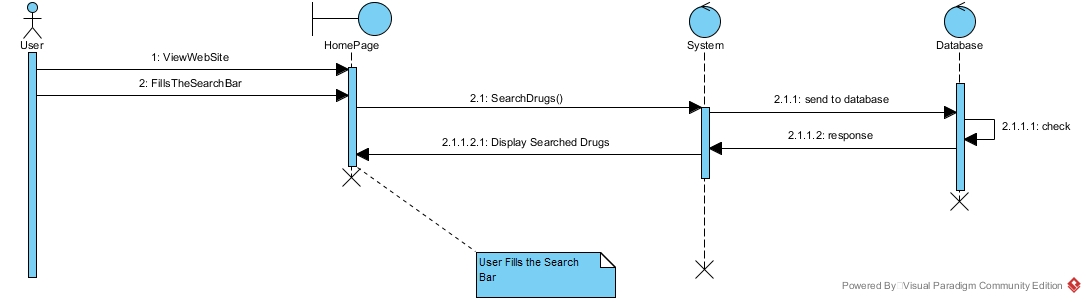 User
HomePage
System
Database
1: ViewWebSite
2: FillsTheSearchBar
2.1: SearchDrugs()
2.1.1: send to database
2.1.1.1: check
2.1.1.2: response
2.1.1.2.1: Display Searched Drugs
User Fills the Search
Bar
Powered By Visual Paradigm Community Edition